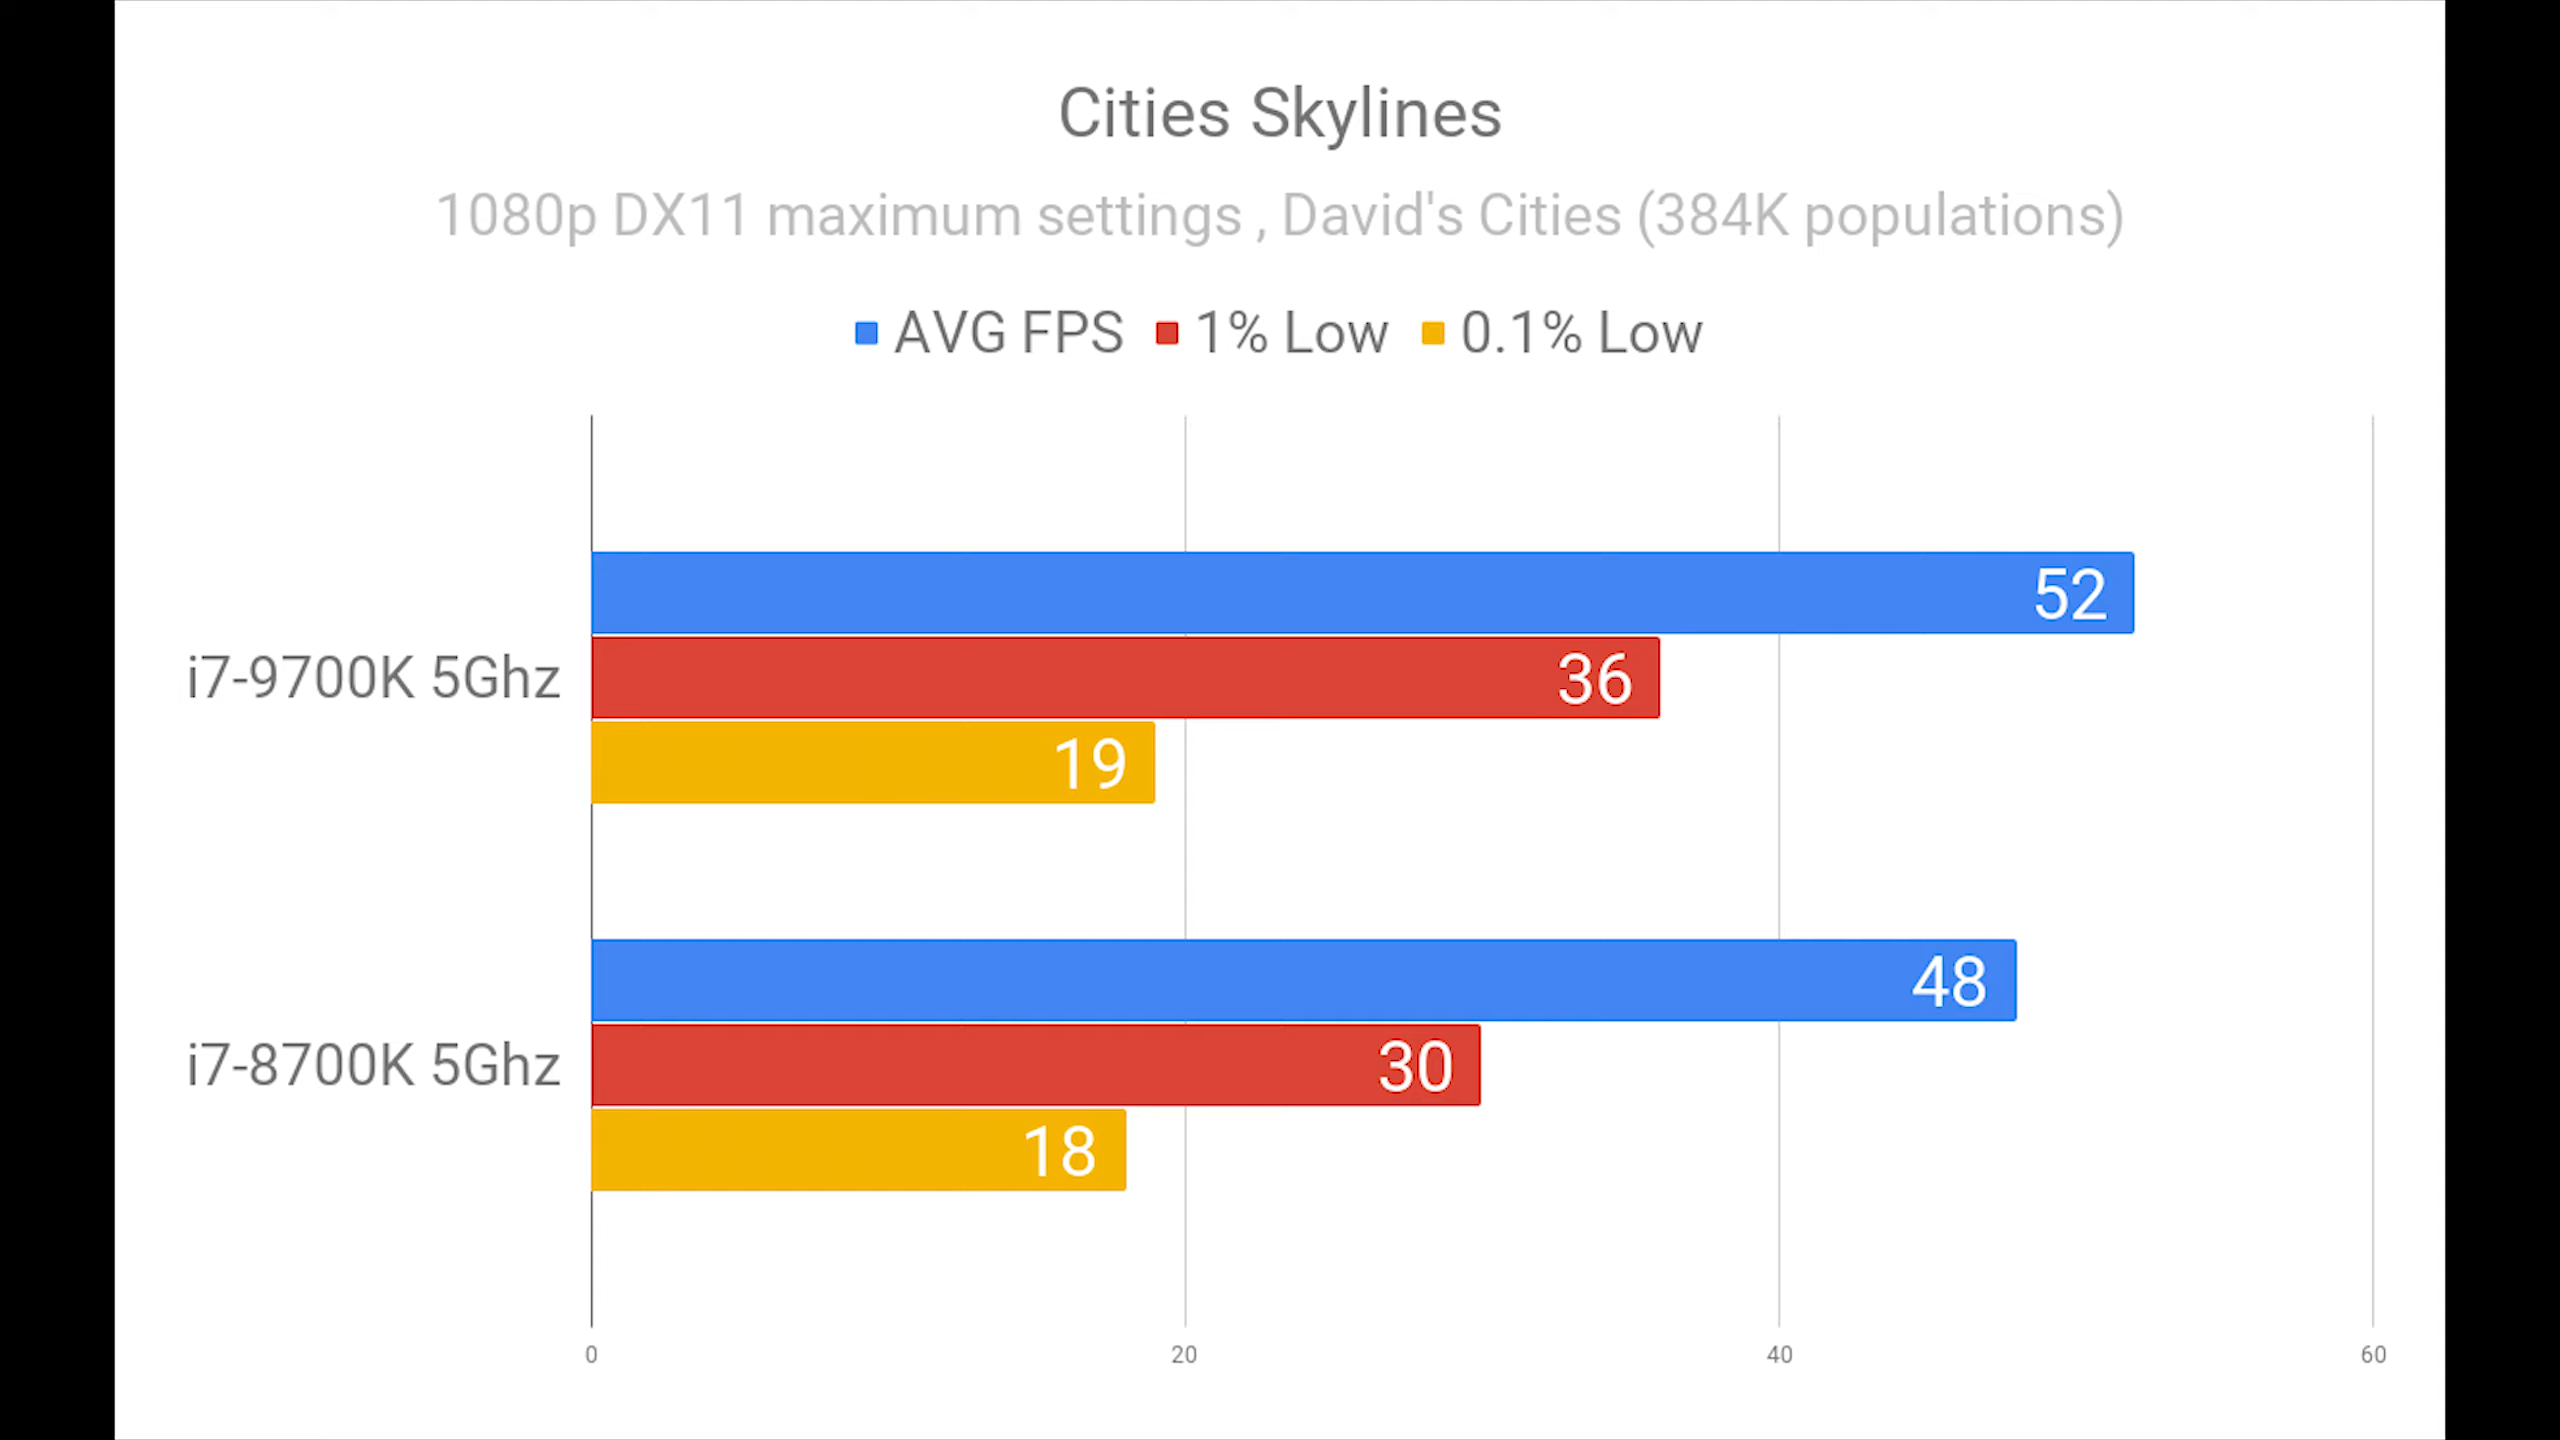 Cities Skylines
1080p DX11 maximum settings , David's Cities (384K populations)
AVG FPS 1% Low 0.1% Low
52
i7-9700K 5Ghz 36
19
48
i7-8700K 5Ghz 30
18
0 20 40 60